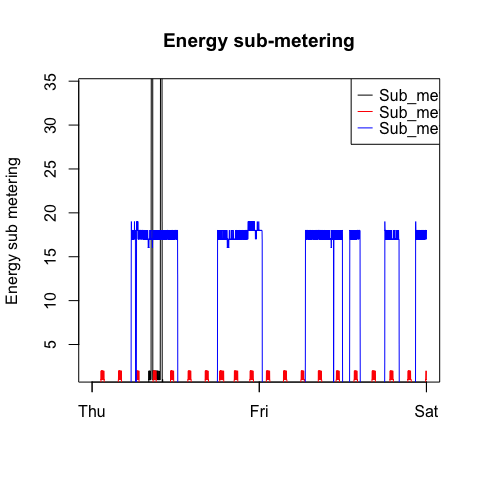 Energy sub-metering
35
30
25
20
15
10
5
Energy sub metering
Sub_me
Sub_me
Sub_me
Thu Fri Sat